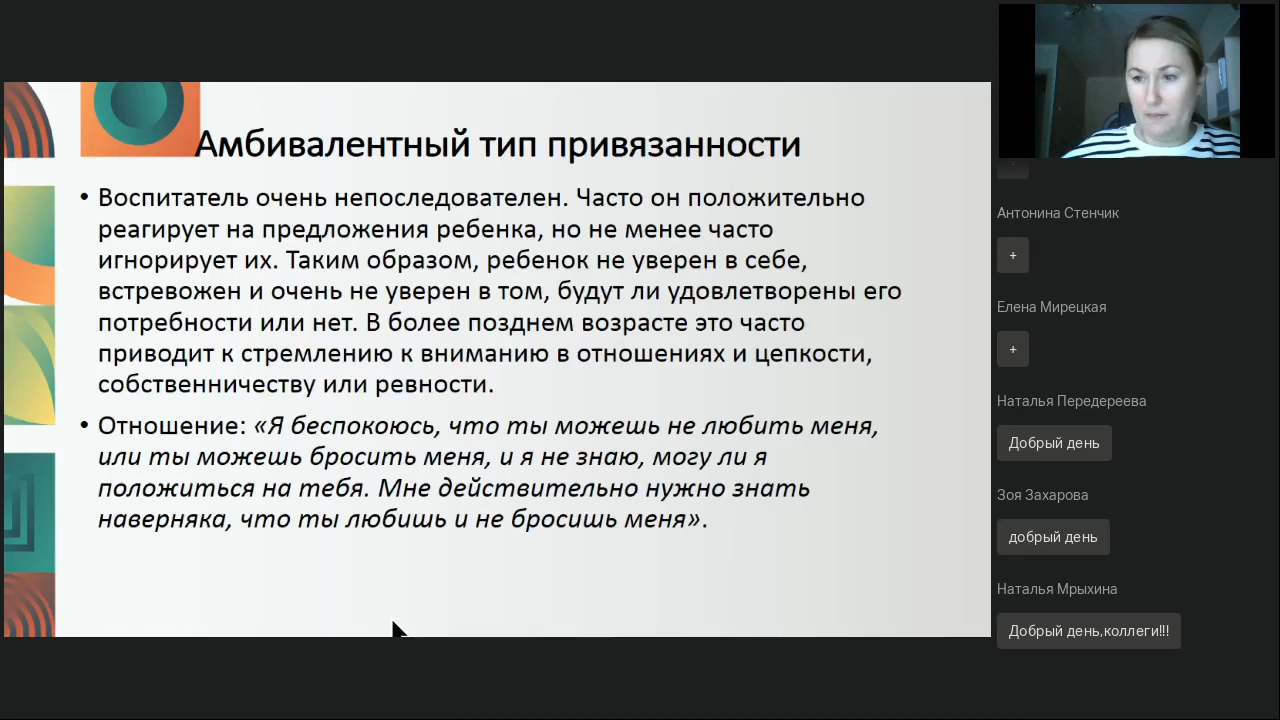 Амбивалентный тип привязанности
• Воспитатель очень непоследователен. Часто он положительно
реагирует на предложения ребенка, но не менее часто
игнорирует их. Таким образом, ребенок не уверен в себе,
встревожен и очень не уверен в том, будут ли удовлетворены его
потребности или нет. В более позднем возрасте это часто
приводит к стремлению к вниманию в отношениях и цепкости,
собственничеству или ревности.
• Отношение: «Я беспокоюсь, что ты можешь не любить меня,
или ты можешь бросить меня, и я не знаю, могу ли я
положиться на тебя. Мне действительно нужно знать
наверняка, что ты любишь и не бросишь меня».
Антонина Стенчик
+
Елена Мирецкая
+
Наталья Передереева
Добрый день
Зоя Захарова
добрый день
Наталья Мрыхина
Добрый день,коллеги!!!